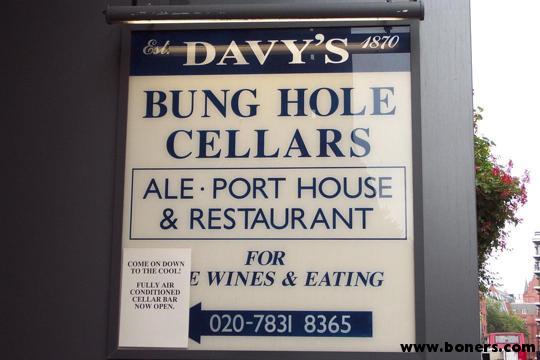 Est. DAVY'S 1870
BUNG HOLE
CELLARS
ALE · PORT HOUSE
& RESTAURANT
FOR
E WINES & EATING
COME ON DOWN
TO THE COOL!
FULLY AIR
CONDITIONED
CELLAR BAR
NOW OPEN.
020-7831 8365
www.boners.com